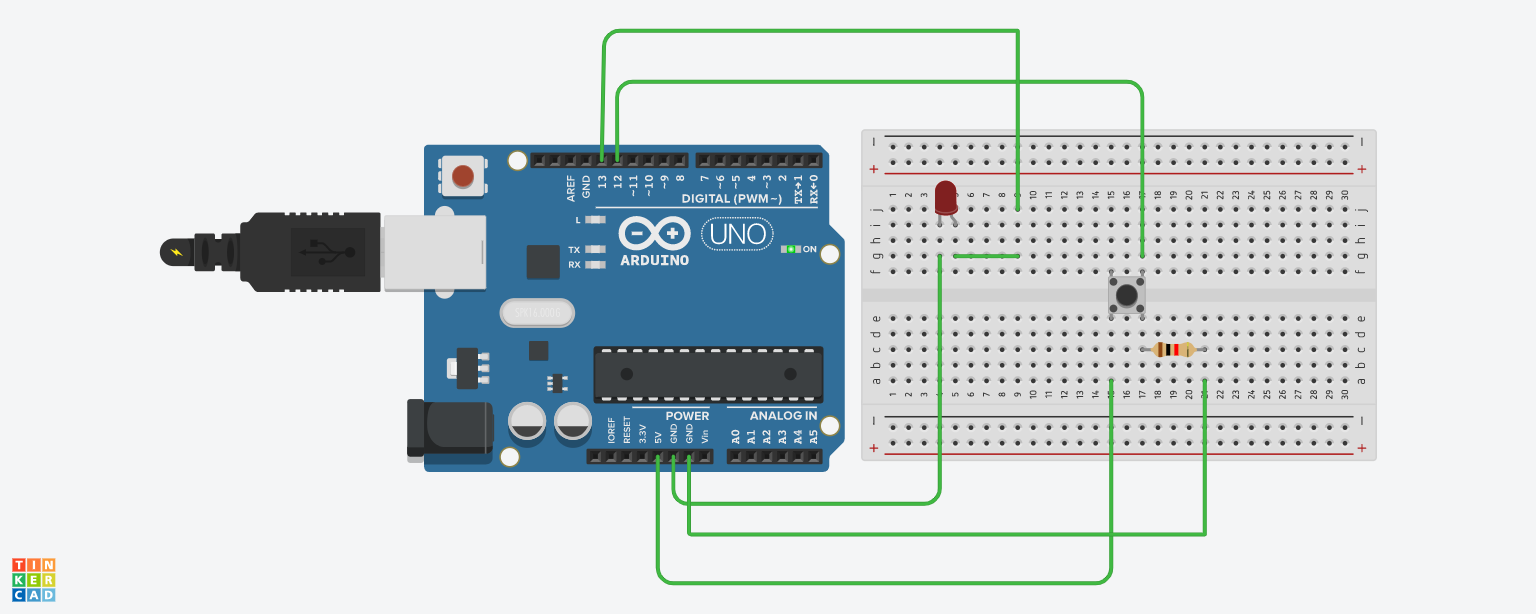 AREF
GND
13
12
~11
~10
~9
8
7
~6
~5
4
~3
2
TX→1
RX←0
DIGITAL (PWM ~)
L
TX
RX
UNO
ON
ARDUINO
POWER
ANALOG IN
IOREF
RESET
3.3V
5V
GND
GND
Vin
A0
A1
A2
A3
A4
A5
− −
+ +
1 2 3 5 6 7 8 9 10 11 12 13 14 15 16 17 18 19 20 21 22 23 24 25 26 27 28 29 30
j j
i i
h h
g g
f f
e e
d d
c c
b b
a a
1 2 3 4 5 6 7 8 9 10 11 12 13 14 15 16 17 18 19 20 21 22 23 24 25 26 27 28 29 30
− −
+ +
TIN
KER
CAD